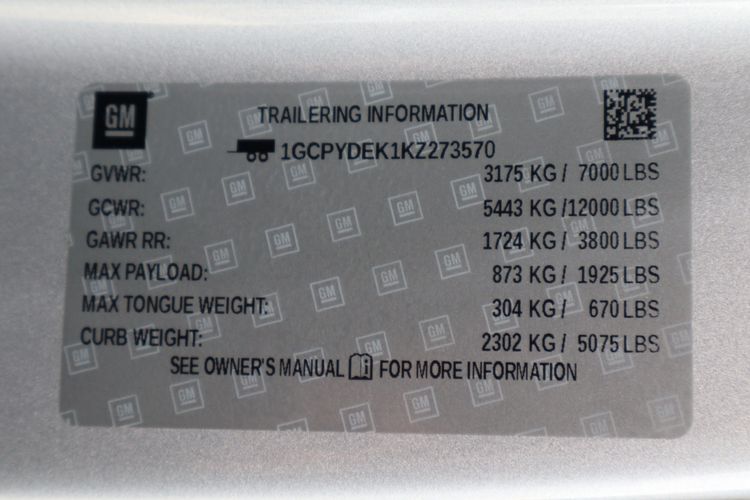 GM
TRAILERING INFORMATION
1GCPYDEK1KZ273570
GVWR: 3175 KG / 7000 LBS
GCWR: 5443 KG /12000 LBS
GAWR RR: 1724 KG / 3800 LBS
MAX PAYLOAD: 873 KG / 1925 LBS
MAX TONGUE WEIGHT: 304 KG / 670 LBS
CURB WEIGHT: 2302 KG / 5075 LBS
SEE OWNER'S MANUAL FOR MORE INFORMATION